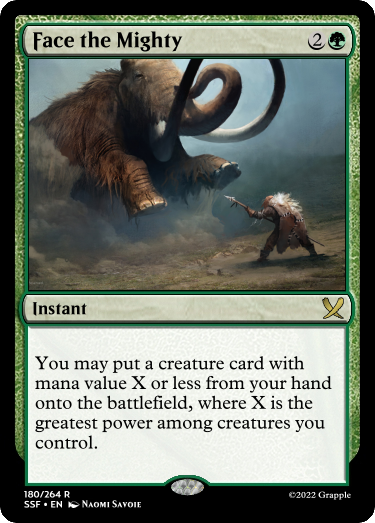 Face the Mighty 2
Instant
You may put a creature card with
mana value X or less from your hand
onto the battlefield, where X is the
greatest power among creatures you
control.
180/264 R
SSF • EN Naomi Savoie
©2022 Grapple